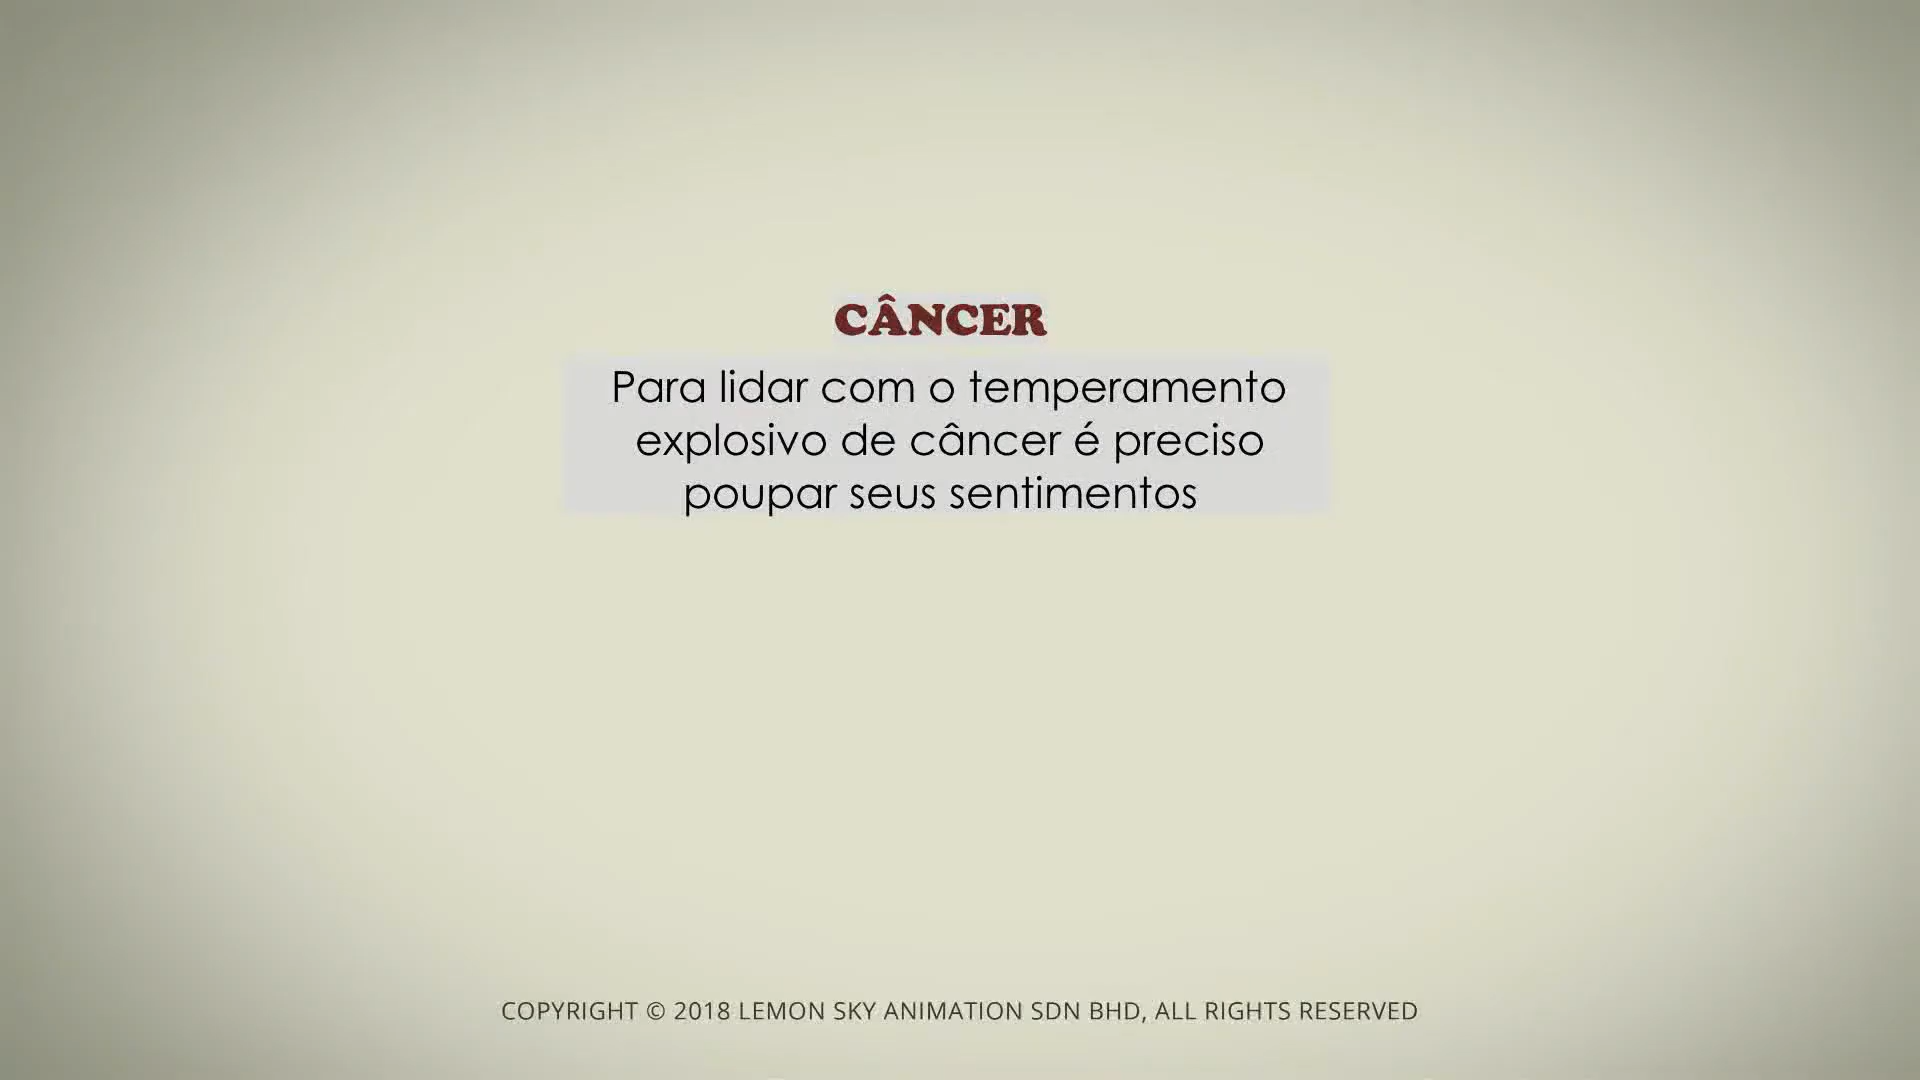 CÂNCER
Para lidar com o temperamento
explosivo de câncer é preciso
poupar seus sentimentos
COPYRIGHT © 2018 LEMON SKY ANIMATION SDN BHD, ALL RIGHTS RESERVED